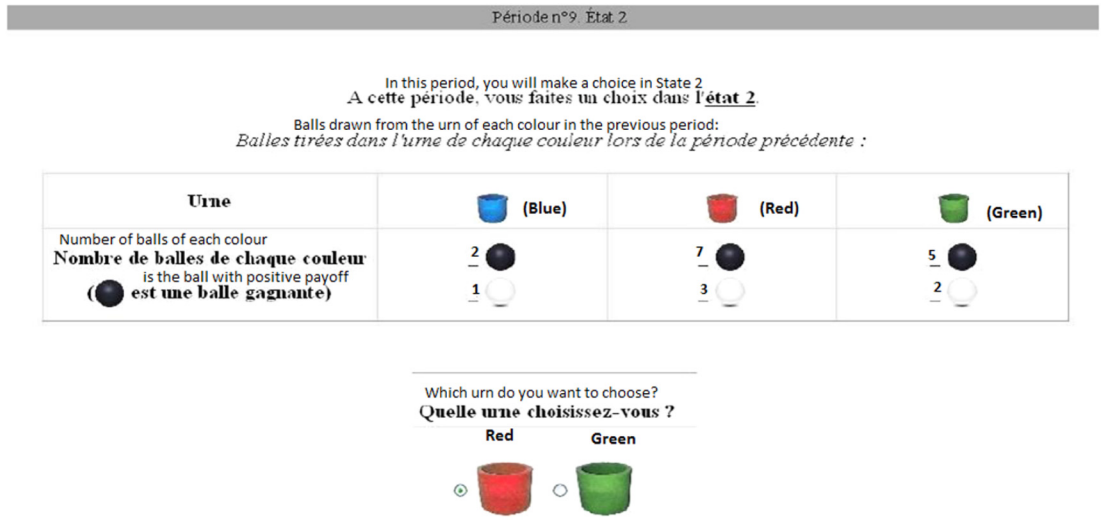 Période n°9. État 2
In this period, you will make a choice in State 2
A cette période, vous faites un choix dans l'état 2.
Balls drawn from the urn of each colour in the previous period:
Balles tirées dans l'urne de chaque couleur lors de la période précédente :
Urne (Blue) (Red) (Green)
Number of balls of each colour
Nombre de balles de chaque couleur 2 7 5
is the ball with positive payoff
( est une balle gagnante) 1 3 2
Which urn do you want to choose?
Quelle urne choisissez-vous ?
Red Green